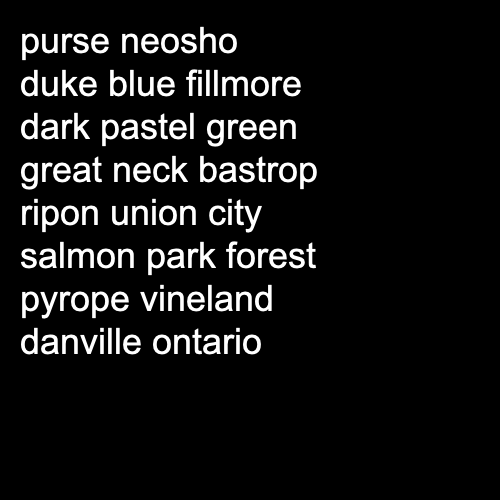 purse neosho
duke blue fillmore
dark pastel green
great neck bastrop
ripon union city
salmon park forest
pyrope vineland
danville ontario